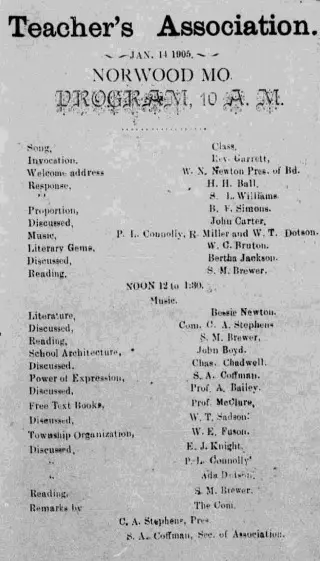 Teacher's Association.
JAN. 14 1905.
NORWOOD MO.
PROGRAM, 10 A. M.
Song, Class,
Invocation, Rev. Garrett,
Welcome address W. N. Newton Pres. of Bd.
Response, H. H. Ball,
" S. L. Williams
Proportion, B. F. Simons.
Discussed, John Carter,
Music, P. L. Connolly, R. Miller and W. T. Dotson.
Literary Gems, W. C. Bruton.
Discussed, Bertha Jackson.
Reading, S. M. Brewer.
NOON 12 to 1:30.
Music.
Literature, Bessie Newton.
Discussed, Com. C. A. Stephens
Reading, S. M. Brewer,
School Architecture, John Boyd.
Discussed, Chas. Chadwell.
Power of Expression, S. A. Coffman.
Discussed, Prof. A. Bailey.
Free Text Books, Prof. McClure,
Discussed, W. T. Sadson.
Township Organization, W. E. Fuson.
Discussed, E. J. Knight.
" P. L. Connolly
" Ada Dotson.
Reading, S. M. Brewer.
Remarks by The Com.
C. A. Stephens, Pres.
S. A. Coffman, Sec. of Association.